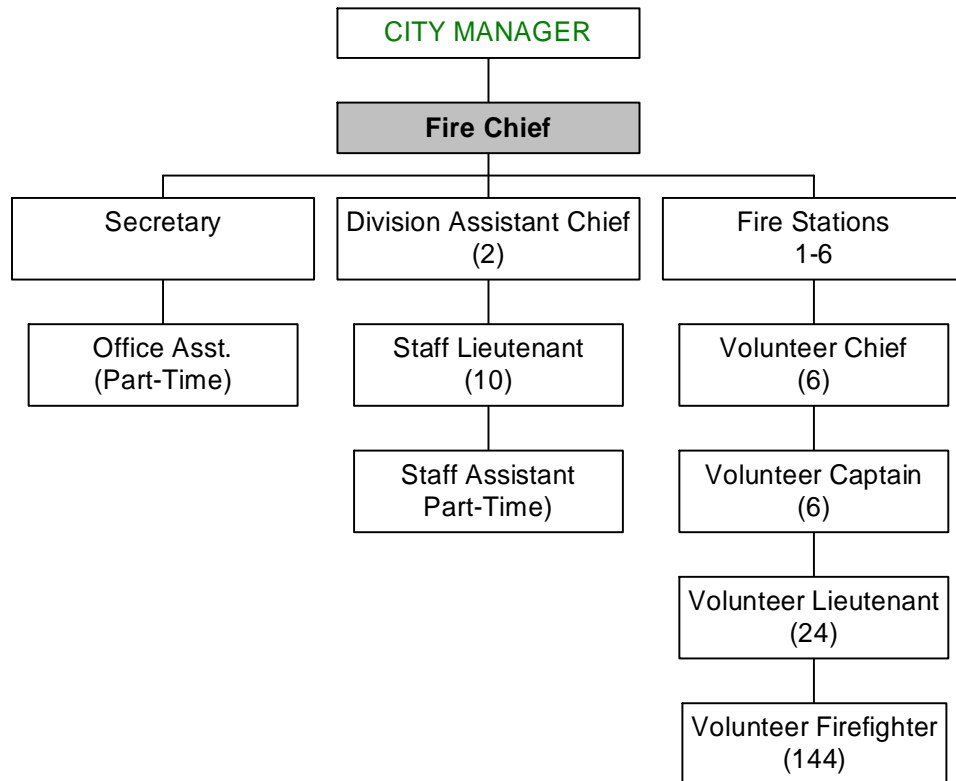 CITY MANAGER
Fire Chief
Secretary
Division Assistant Chief
(2)
Fire Stations
1-6
Office Asst.
(Part-Time)
Staff Lieutenant
(10)
Volunteer Chief
(6)
Staff Assistant
Part-Time)
Volunteer Captain
(6)
Volunteer Lieutenant
(24)
Volunteer Firefighter
(144)